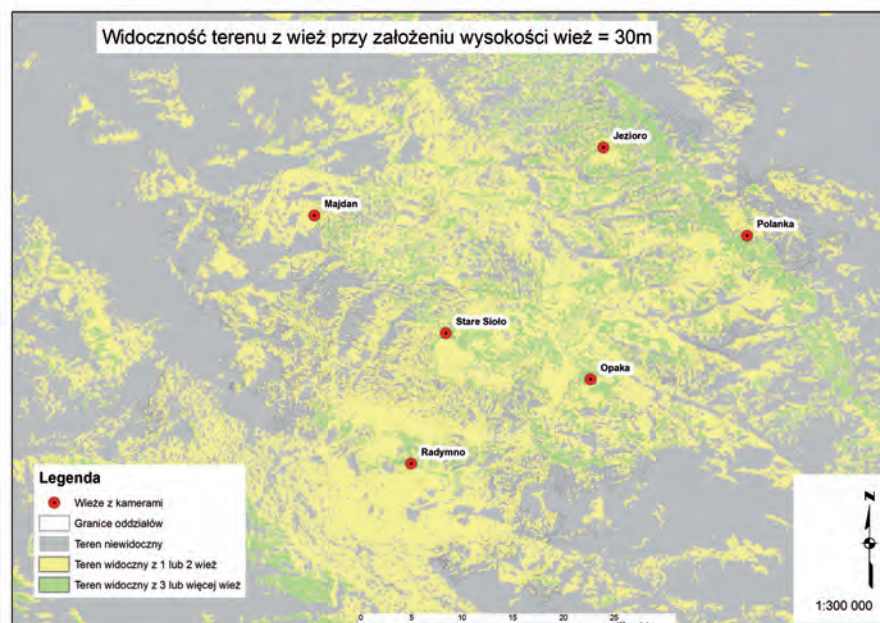 Widoczność terenu z wież przy założeniu wysokości wież = 30m
Jezioro
Majdan
Polanka
Stare Sioło
Opaka
Radymno
Legenda
Wieże z kamerami
Granice oddziałów
Teren niewidoczny
Teren widoczny z 1 lub 2 wież
Teren widoczny z 3 lub więcej wież
N
1:300 000
0 5 10 15 20 25